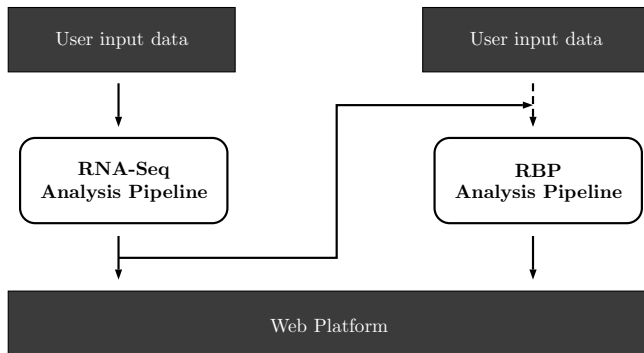 User input data
User input data
RNA-Seq
Analysis Pipeline
RBP
Analysis Pipeline
Web Platform